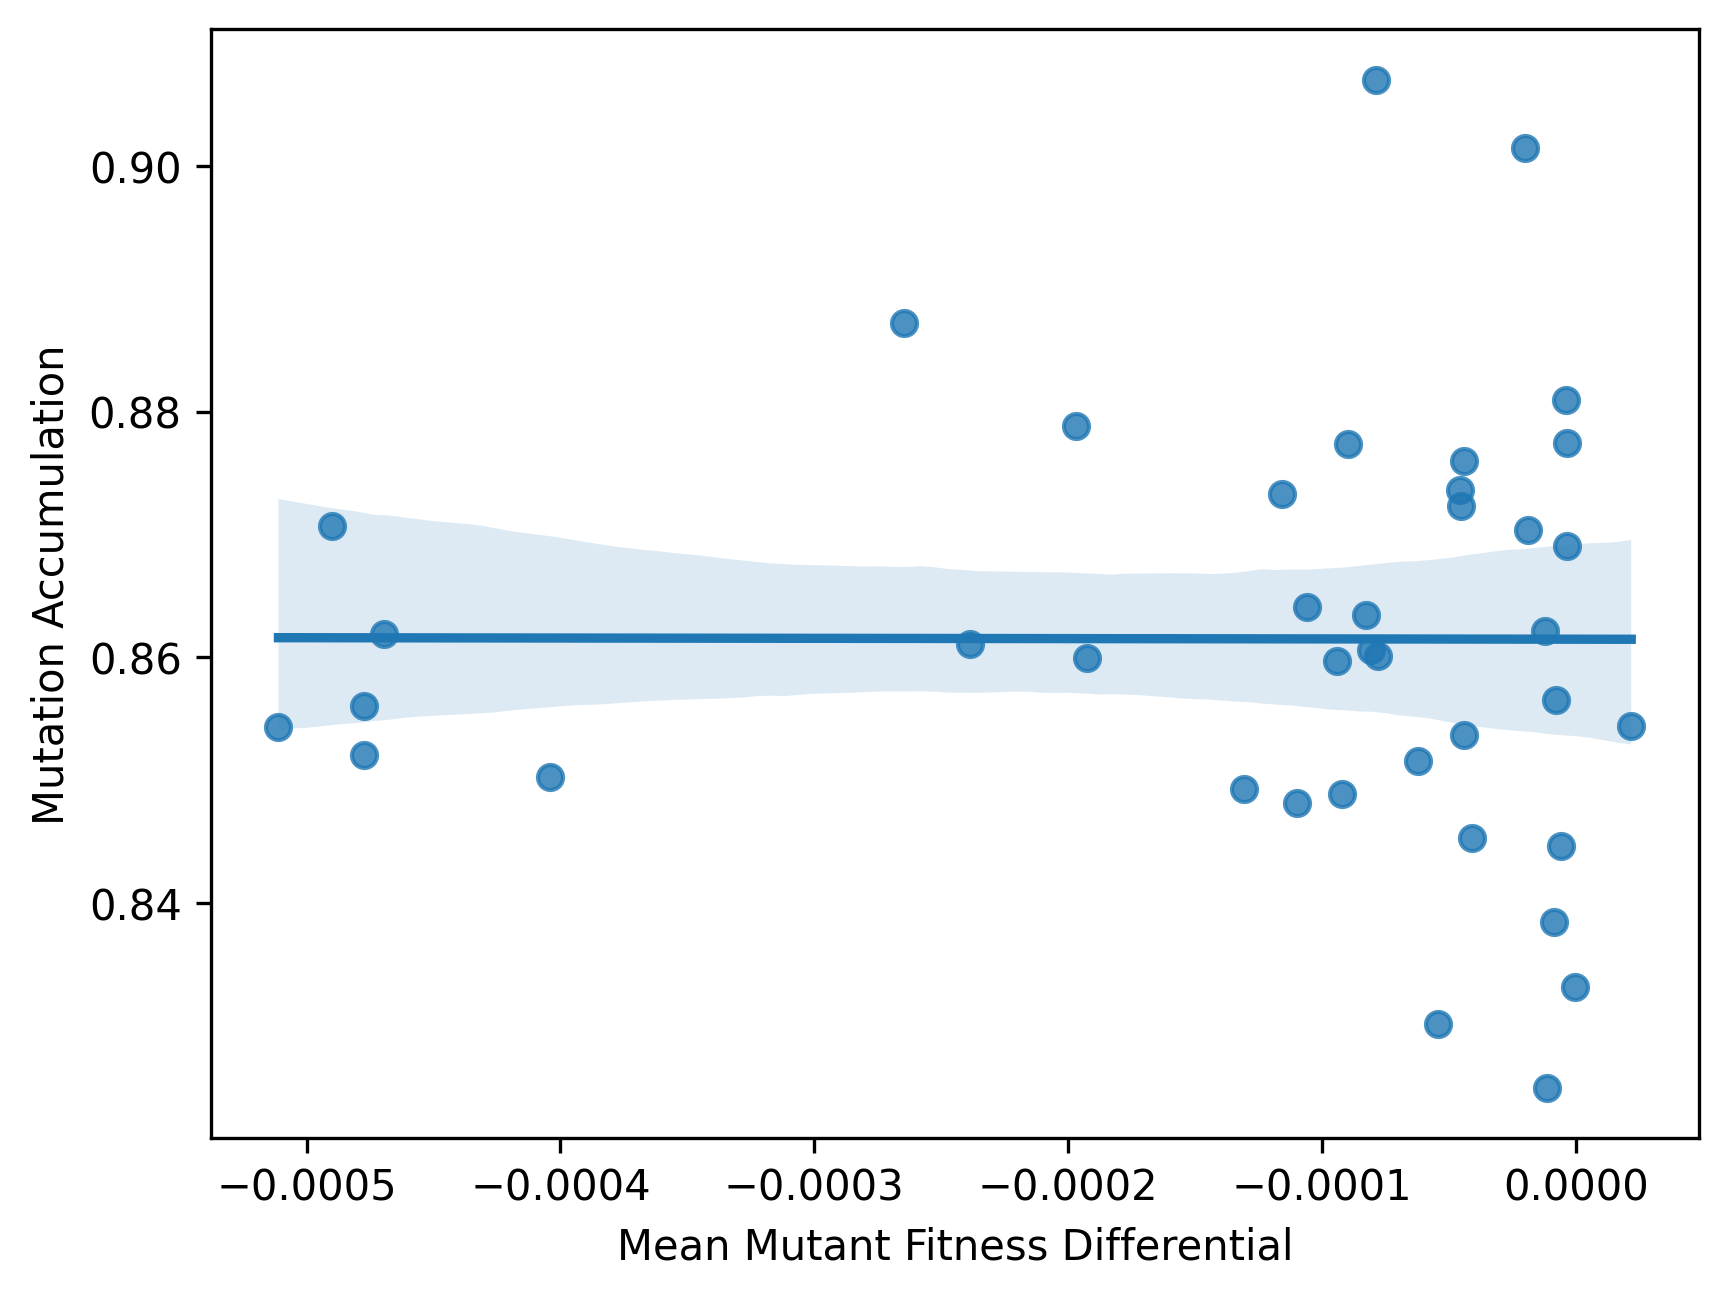 Mutation Accumulation
0.90
0.88
0.86
0.84
−0.0005 −0.0004 −0.0003 −0.0002 −0.0001 0.0000
Mean Mutant Fitness Differential